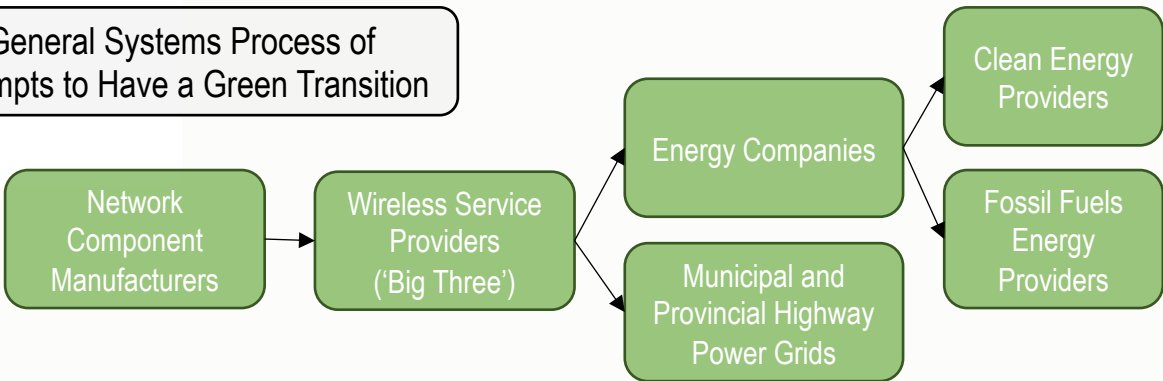 General Systems Process of
mpts to Have a Green Transition
Clean Energy
Providers
Energy Companies
Network
Component
Manufacturers
Wireless Service
Providers
(‘Big Three’)
Fossil Fuels
Energy
Providers
Municipal and
Provincial Highway
Power Grids